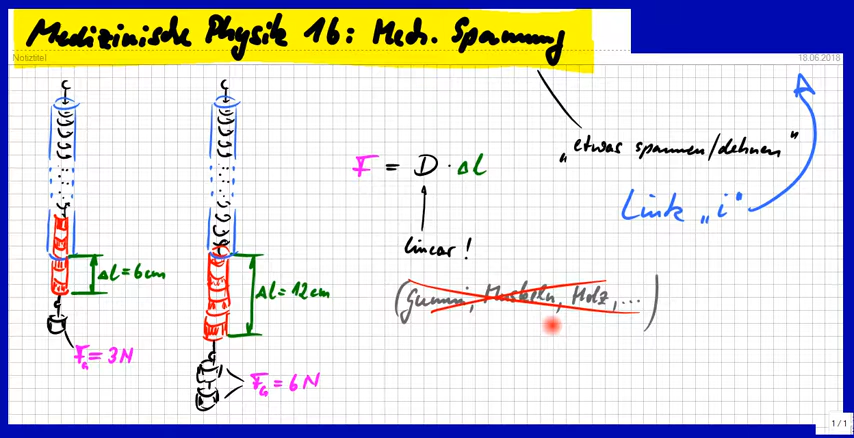 Medizinische Physik 16: Mech. Spannung
Notiztitel
18.06.2018
"etwas spannen/dehnen"
F = D · Δl
Link "i"
linear!
Δl = 6cm
Δl = 12cm
(Gummi, Muskeln, Holz, ...)
F_G = 3N
F_G = 6N
1/1